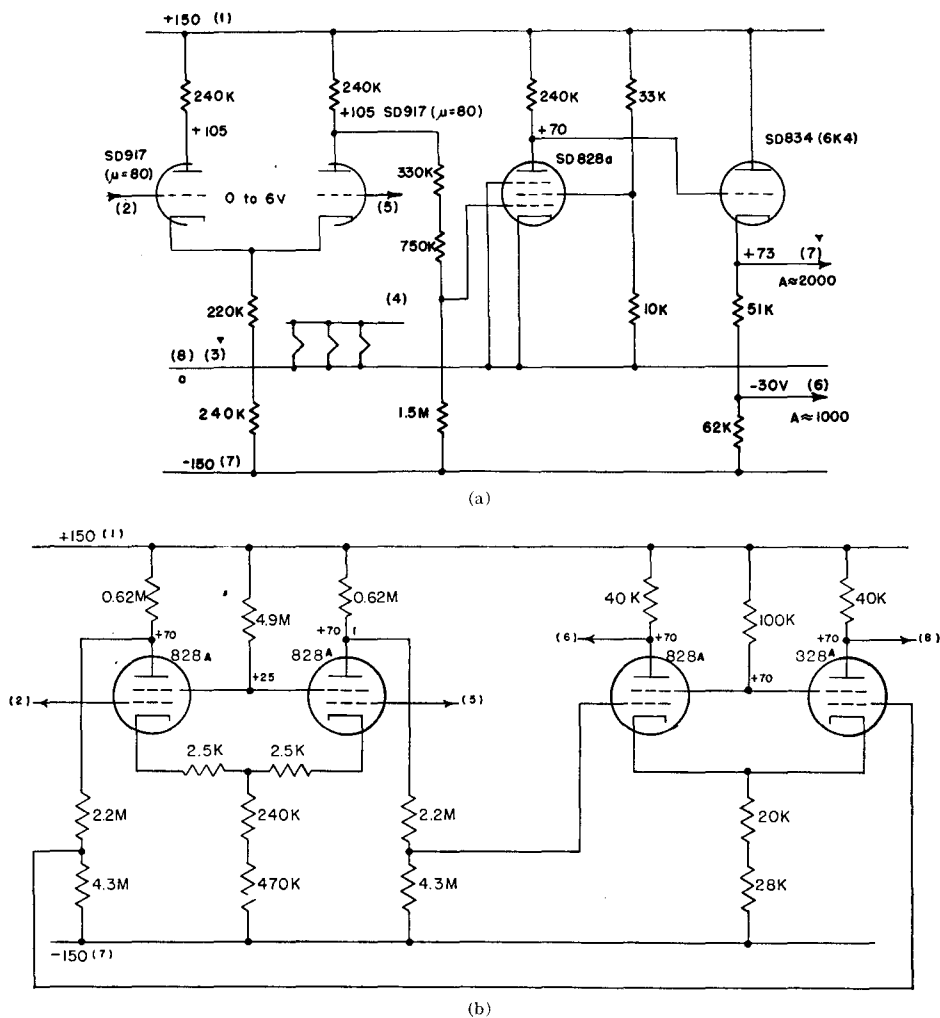 +150 (1)
240K
240K
240K
33K
+105
+105 SD917 (μ=80)
+70
SD834 (6K4)
SD917
(μ=80)
330K
SD828a
(2)
0 to 6V
(5)
750K
+73 (7)
A≈2000
220K
(4)
10K
51K
(8) (3)
0
-30V (6)
240K
1.5M
62K
A≈1000
-150 (7)
(a)
+150 (1)
0.62M
4.9M
0.62M
40K
100K
40K
+70
+70 1
(6)
+70
+70
(8)
828A
828A
828A
328A
+25
+70
(2)
(5)
2.5K
2.5K
2.2M
240K
2.2M
20K
4.3M
470K
4.3M
28K
-150 (7)
(b)